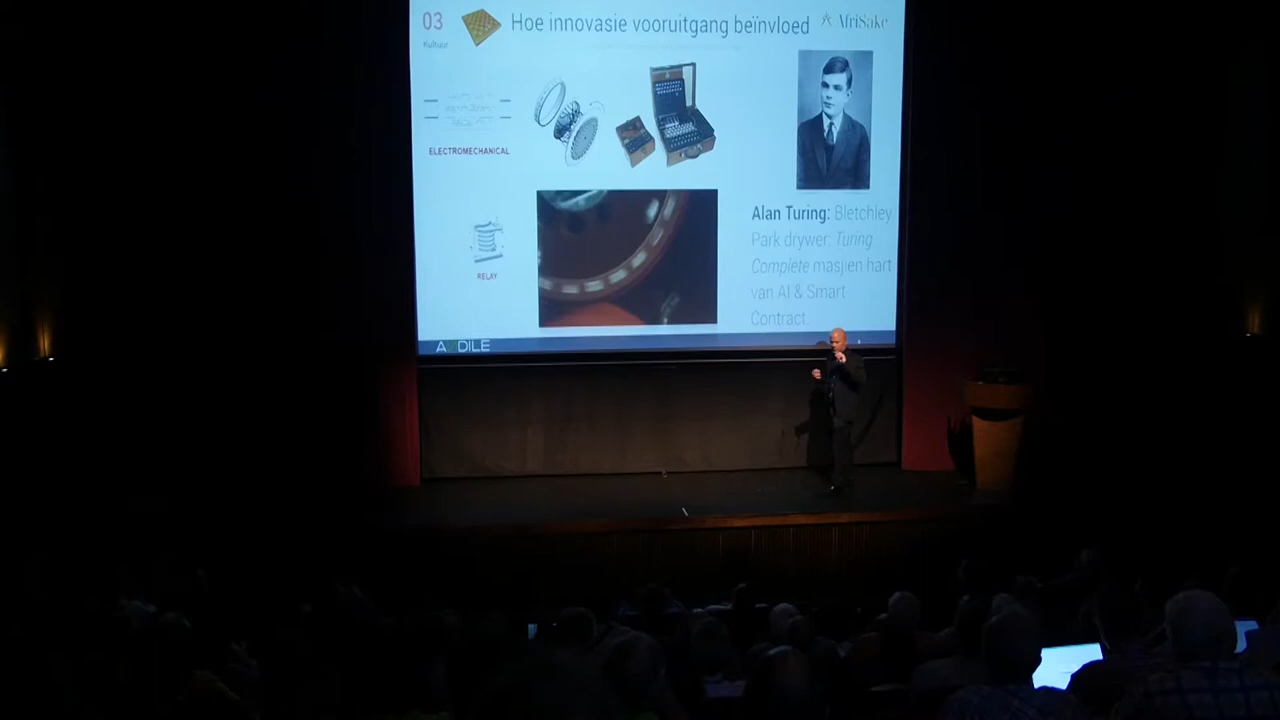 03
Kultuur
Hoe innovasie vooruitgang beïnvloed
AfriSake
ELECTROMECHANICAL
RELAY
Alan Turing: Bletchley
Park drywer: Turing
Complete masjien hart
van AI & Smart
Contract.